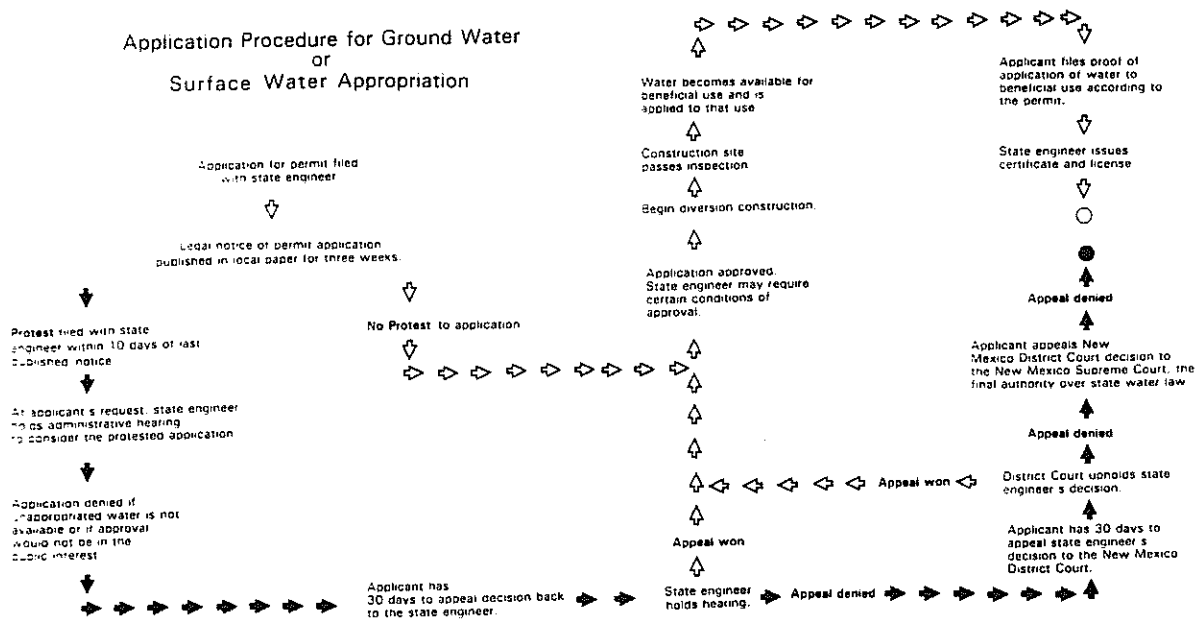 Application Procedure for Ground Water
or
Surface Water Appropriation
Application for permit filed
with state engineer
Legal notice of permit application
published in local paper for three weeks.
Protest filed with state
engineer within 10 days of last
published notice
At applicant s request, state engineer
holds administrative hearing
to consider the protested application
Application denied if
unappropriated water is not
available or if approval
would not be in the
public interest
No Protest to application
Applicant has
30 days to appeal decision back
to the state engineer.
State engineer
holds hearing.
Appeal won
Appeal denied
Application approved.
State engineer may require
certain conditions of
approval.
Begin diversion construction.
Construction site
passes inspection
Water becomes available for
beneficial use and is
applied to that use
Applicant files proof of
application of water to
beneficial use according to
the permit.
State engineer issues
certificate and license
Appeal denied
Applicant appeals New
Mexico District Court decision to
the New Mexico Supreme Court, the
final authority over state water law
Appeal denied
Appeal won
District Court upholds state
engineer s decision.
Applicant has 30 days to
appeal state engineer s
decision to the New Mexico
District Court.